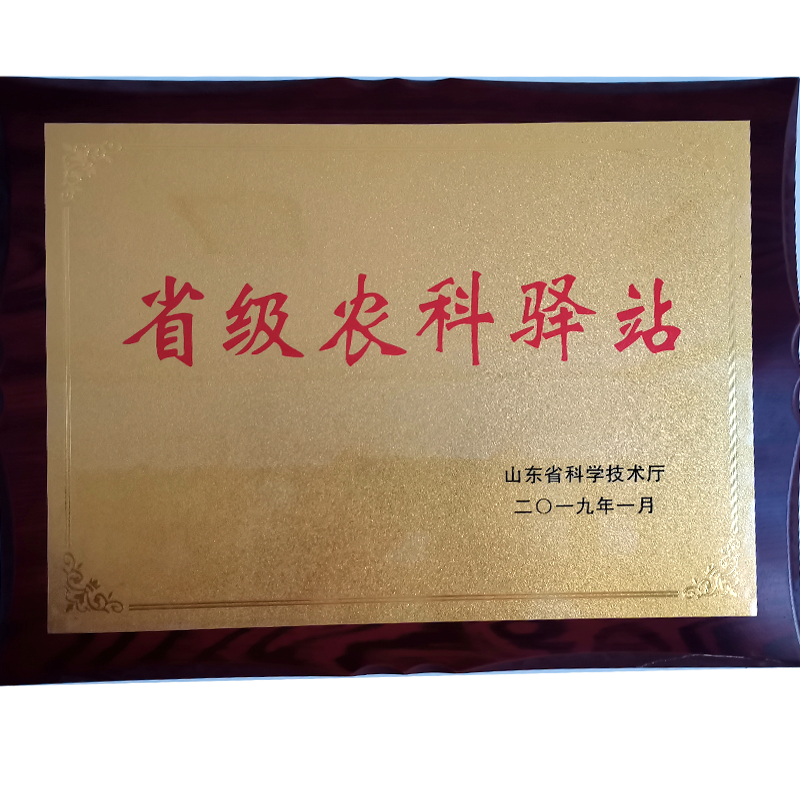 省级农科驿站
山东省科学技术厅
二〇一九年一月